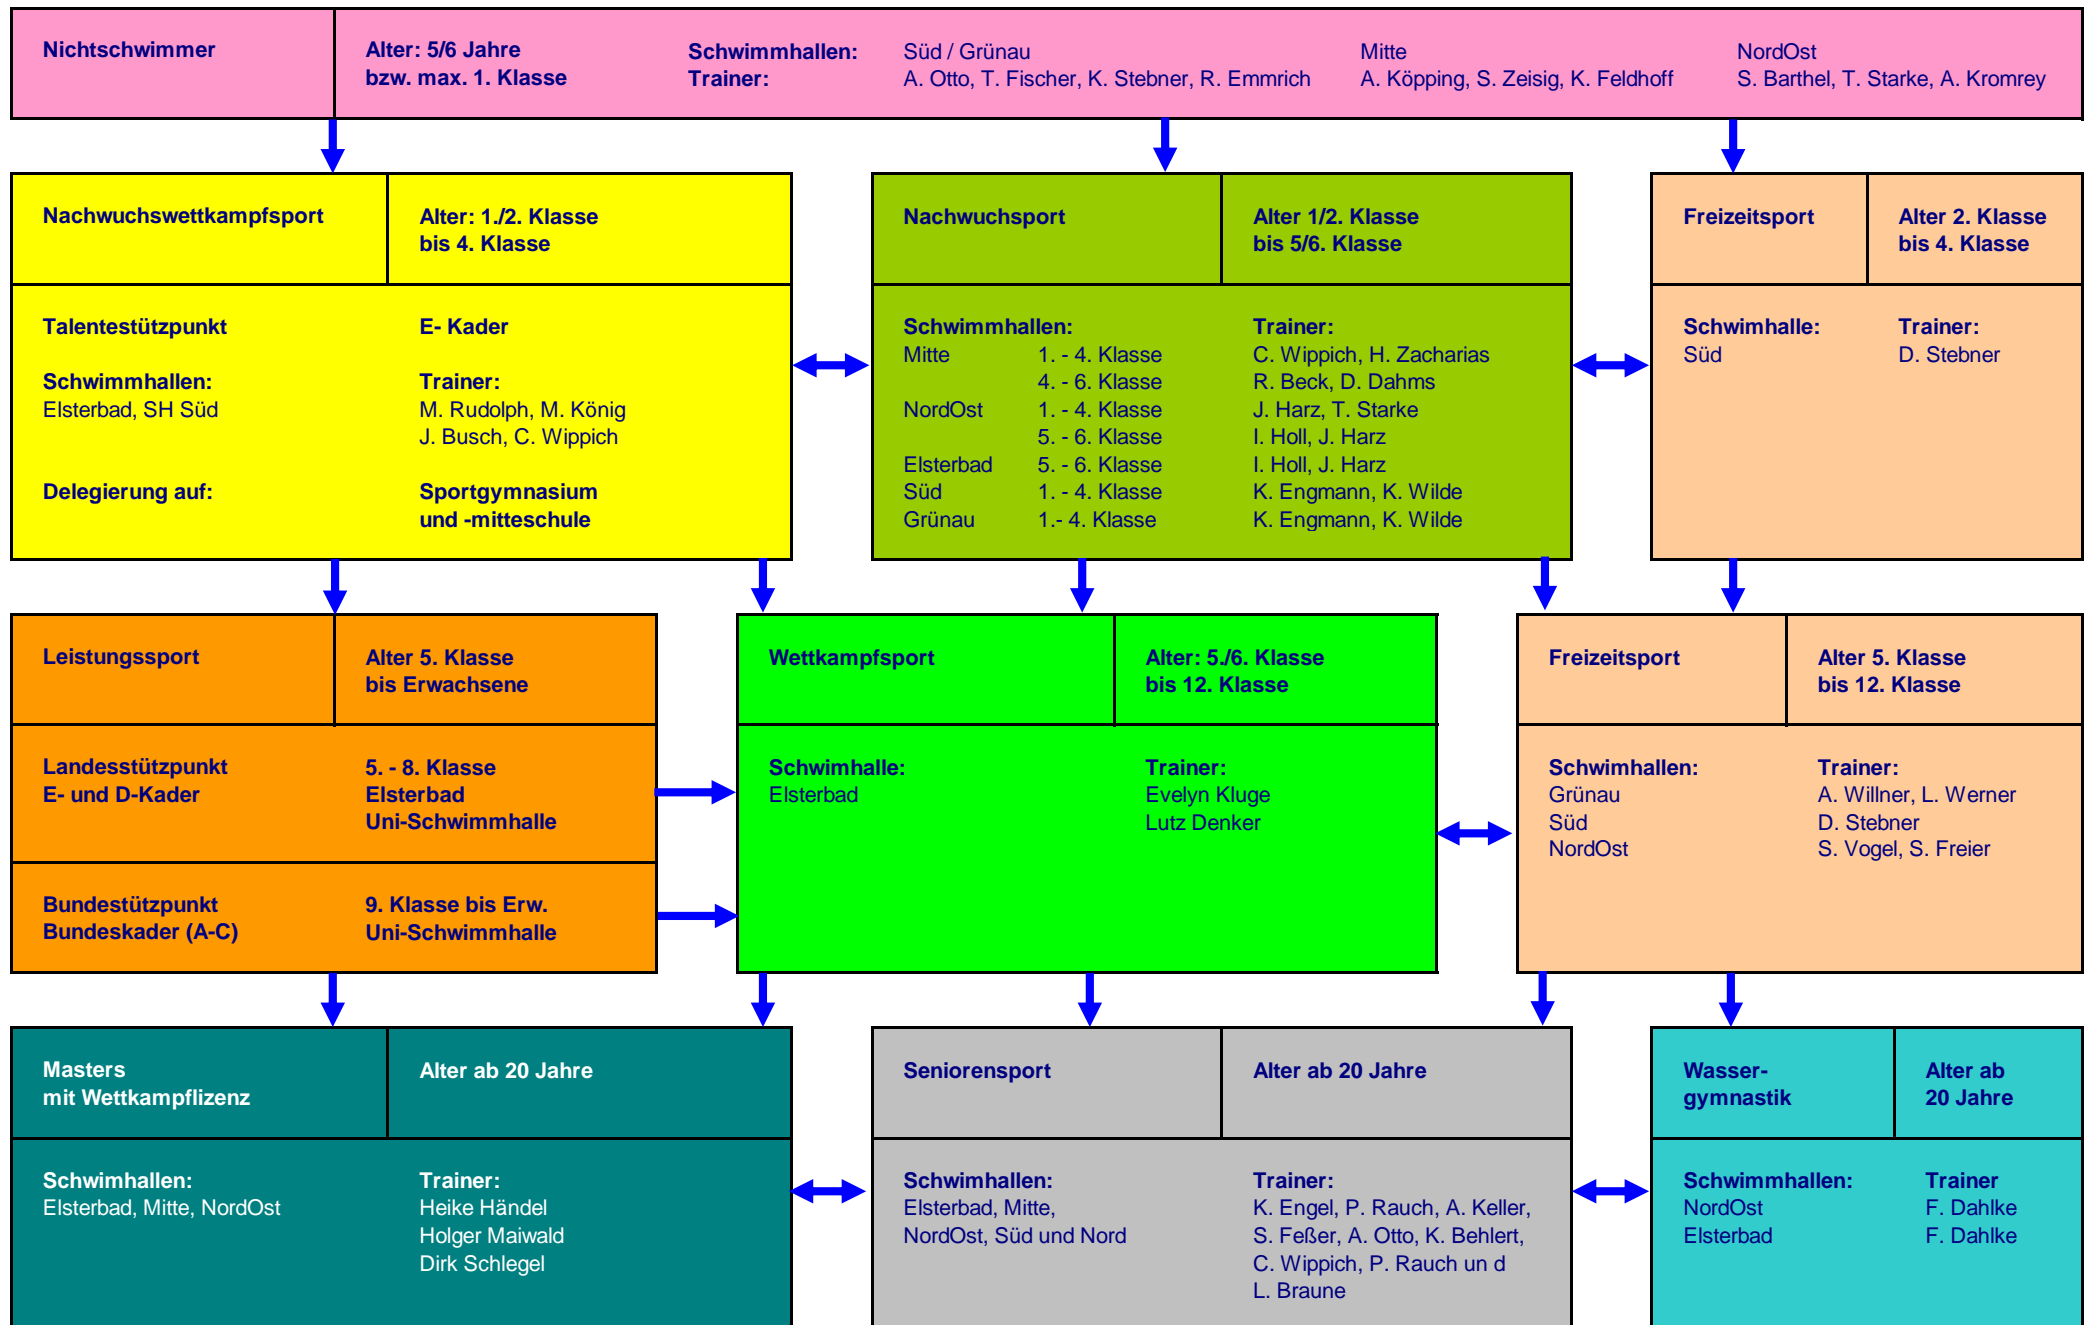 Nichtschwimmer
Alter: 5/6 Jahre
bzw. max. 1. Klasse
Schwimmhallen: Süd / Grünau Mitte NordOst
Trainer: A. Otto, T. Fischer, K. Stebner, R. Emmrich A. Köpping, S. Zeisig, K. Feldhoff S. Barthel, T. Starke, A. Kromrey
Nachwuchswettkampfsport
Alter: 1./2. Klasse
bis 4. Klasse
Talentestützpunkt E- Kader
Schwimmhallen: Trainer:
Elsterbad, SH Süd M. Rudolph, M. König
J. Busch, C. Wippich
Delegierung auf: Sportgymnasium
und -mitteschule
Nachwuchsport
Alter 1/2. Klasse
bis 5/6. Klasse
Schwimmhallen: Trainer:
Mitte 1. - 4. Klasse C. Wippich, H. Zacharias
4. - 6. Klasse R. Beck, D. Dahms
NordOst 1. - 4. Klasse J. Harz, T. Starke
5. - 6. Klasse I. Holl, J. Harz
Elsterbad 5. - 6. Klasse I. Holl, J. Harz
Süd 1. - 4. Klasse K. Engmann, K. Wilde
Grünau 1.- 4. Klasse K. Engmann, K. Wilde
Freizeitsport
Alter 2. Klasse
bis 4. Klasse
Schwimhalle: Trainer:
Süd D. Stebner
Leistungssport
Alter 5. Klasse
bis Erwachsene
Landesstützpunkt 5. - 8. Klasse
E- und D-Kader Elsterbad
Uni-Schwimmhalle
Bundestützpunkt 9. Klasse bis Erw.
Bundeskader (A-C) Uni-Schwimmhalle
Wettkampfsport
Alter: 5./6. Klasse
bis 12. Klasse
Schwimhalle: Trainer:
Elsterbad Evelyn Kluge
Lutz Denker
Freizeitsport
Alter 5. Klasse
bis 12. Klasse
Schwimhallen: Trainer:
Grünau A. Willner, L. Werner
Süd D. Stebner
NordOst S. Vogel, S. Freier
Masters
mit Wettkampflizenz
Alter ab 20 Jahre
Schwimhallen: Trainer:
Elsterbad, Mitte, NordOst Heike Händel
Holger Maiwald
Dirk Schlegel
Seniorensport
Alter ab 20 Jahre
Schwimhallen: Trainer:
Elsterbad, Mitte, K. Engel, P. Rauch, A. Keller,
NordOst, Süd und Nord S. Feßer, A. Otto, K. Behlert,
C. Wippich, P. Rauch un d
L. Braune
Wasser-
gymnastik
Alter ab
20 Jahre
Schwimmhallen: Trainer
NordOst F. Dahlke
Elsterbad F. Dahlke